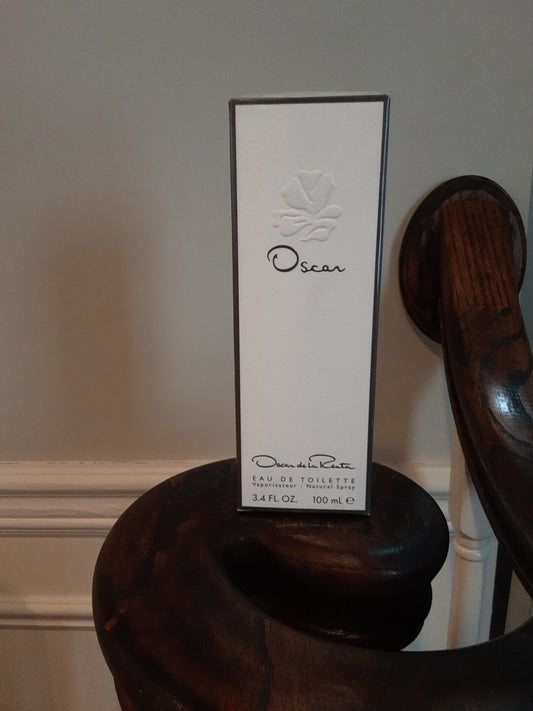 Oscar
Oscar de la Renta
EAU DE TOILETTE
Vaporisateur - Natural Spray
3.4 FL. OZ. 100 mL ℮